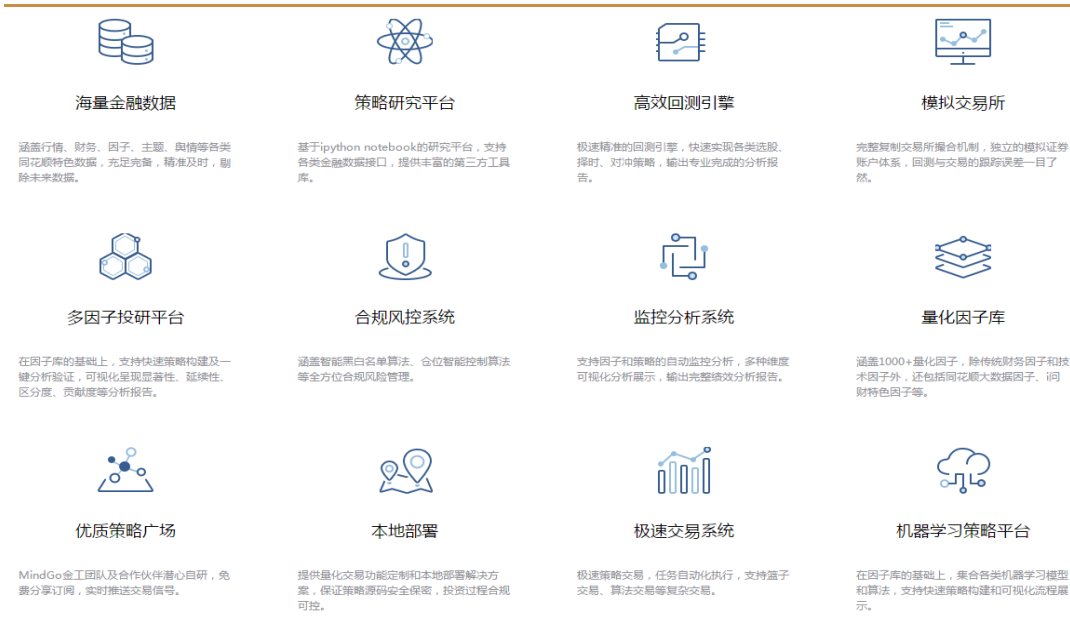 海量金融数据
涵盖行情、财务、因子、主题、舆情等各类
同花顺特色数据，充足完备，精准及时，剔
除未来数据。
策略研究平台
基于ipython notebook的研究平台，支持
各类金融数据接口，提供丰富的第三方工具
库。
高效回测引擎
极速精准的回测引擎，快速实现各类选股、
择时、对冲策略，输出专业完成的分析报
告。
模拟交易所
完整复制交易所撮合机制，独立的模拟证券
账户体系，回测与交易的跟踪误差一目了
然。
多因子投研平台
在因子库的基础上，支持快速策略构建及一
键分析验证，可视化呈现显著性、延续性、
区分度、贡献度等分析报告。
合规风控系统
涵盖智能黑白名单算法、仓位智能控制算法
等全方位合规风险管理。
监控分析系统
支持因子和策略的自动监控分析，多种维度
可视化分析展示，输出完整绩效分析报告。
量化因子库
涵盖1000+量化因子，除传统财务因子和技
术因子外，还包括同花顺大数据因子、i问
财特色因子等。
优质策略广场
MindGo金工团队及合作伙伴潜心自研，免
费分享订阅，实时推送交易信号。
本地部署
提供量化交易功能定制和本地部署解决方
案，保证策略源码安全保密，投资过程合规
可控。
极速交易系统
极速策略交易，任务自动化执行，支持篮子
交易、算法交易等复杂交易。
机器学习策略平台
在因子库的基础上，集合各类机器学习模型
和算法，支持快速策略构建和可视化流程展
示。